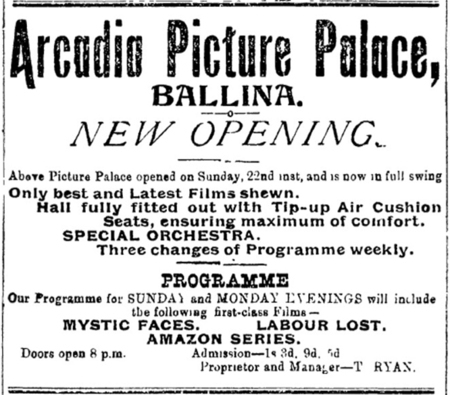 Arcadia Picture Palace,
BALLINA.
NEW OPENING.
Above Picture Palace opened on Sunday, 22nd inst, and is now in full swing
Only best and Latest Films shewn.
Hall fully fitted out with Tip-up Air Cushion
Seats, ensuring maximum of comfort.
SPECIAL ORCHESTRA.
Three changes of Programme weekly.
PROGRAMME
Our Programme for SUNDAY and MONDAY EVENINGS will include
the following first-class Films—
MYSTIC FACES. LABOUR LOST.
AMAZON SERIES.
Doors open 8 p.m. Admission—1s 3d, 9d, 5d
Proprietor and Manager—T RYAN.